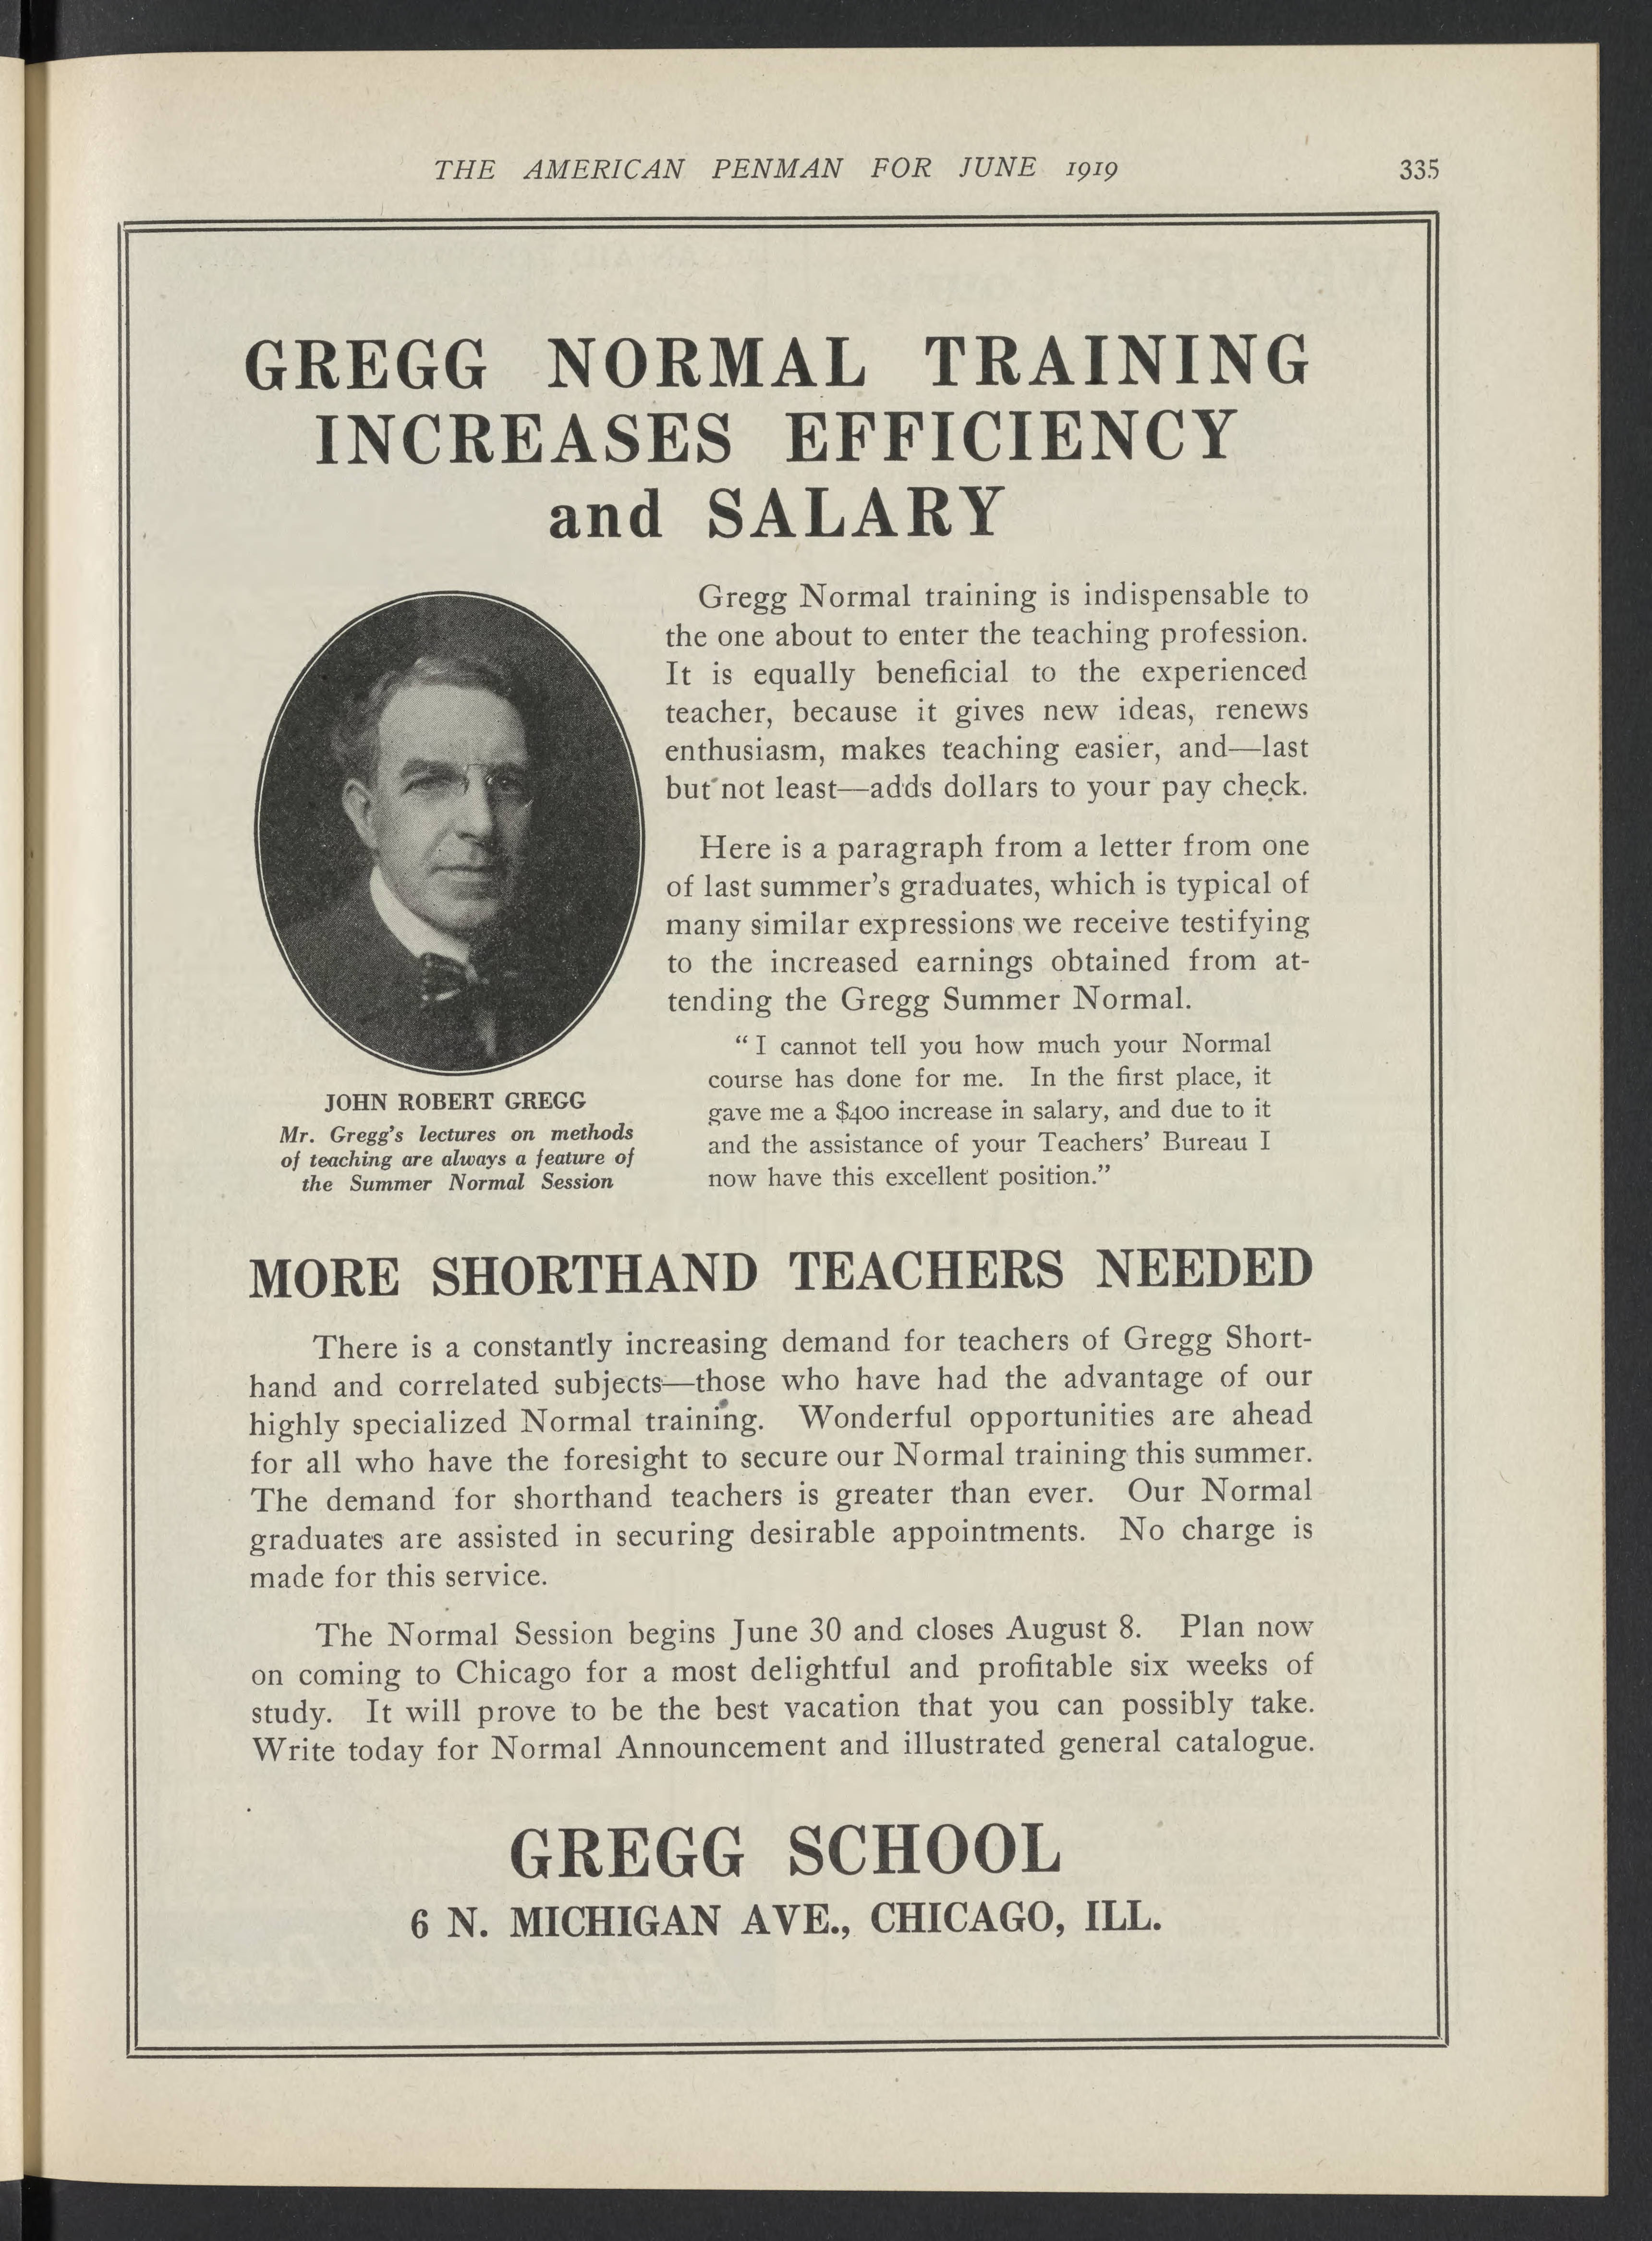 THE AMERICAN PENMAN FOR JUNE 1919 335
GREGG NORMAL TRAINING
INCREASES EFFICIENCY
and SALARY
Gregg Normal training is indispensable to
the one about to enter the teaching profession.
It is equally beneficial to the experienced
teacher, because it gives new ideas, renews
enthusiasm, makes teaching easier, and—last
but not least—adds dollars to your pay check.
Here is a paragraph from a letter from one
of last summer's graduates, which is typical of
many similar expressions we receive testifying
to the increased earnings obtained from at-
tending the Gregg Summer Normal.
“I cannot tell you how much your Normal
course has done for me. In the first place, it
gave me a $400 increase in salary, and due to it
and the assistance of your Teachers' Bureau I
now have this excellent position.”
JOHN ROBERT GREGG
Mr. Gregg's lectures on methods
of teaching are always a feature of
the Summer Normal Session
MORE SHORTHAND TEACHERS NEEDED
There is a constantly increasing demand for teachers of Gregg Short-
hand and correlated subjects—those who have had the advantage of our
highly specialized Normal training. Wonderful opportunities are ahead
for all who have the foresight to secure our Normal training this summer.
The demand for shorthand teachers is greater than ever. Our Normal
graduates are assisted in securing desirable appointments. No charge is
made for this service.
The Normal Session begins June 30 and closes August 8. Plan now
on coming to Chicago for a most delightful and profitable six weeks of
study. It will prove to be the best vacation that you can possibly take.
Write today for Normal Announcement and illustrated general catalogue.
GREGG SCHOOL
6 N. MICHIGAN AVE., CHICAGO, ILL.